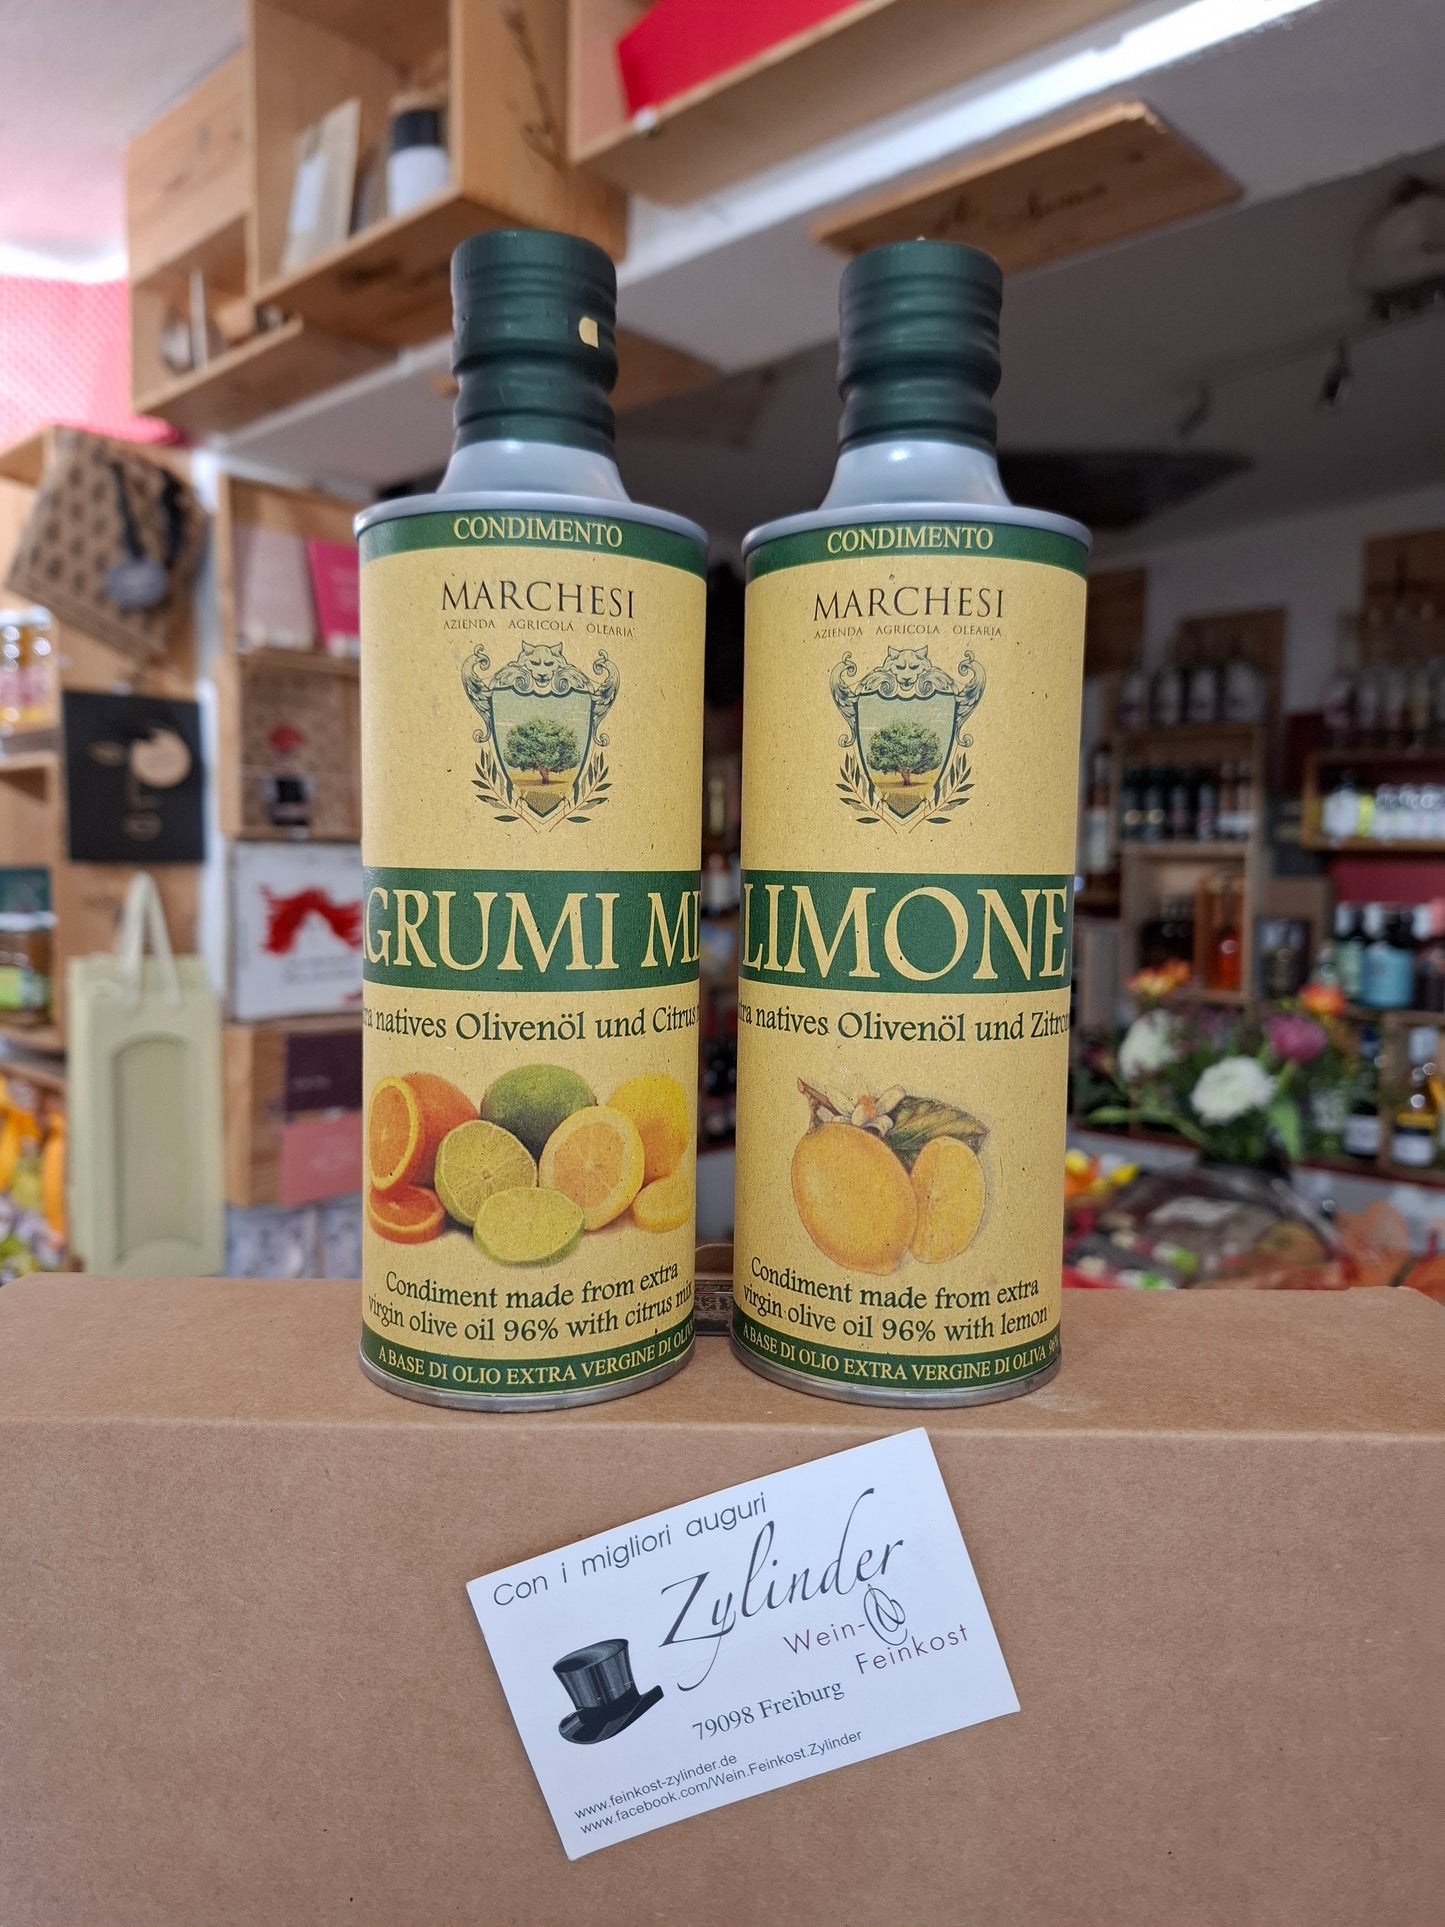 CONDIMENTO
MARCHESI
AZIENDA AGRICOLA OLEARIA
GRUMI MI
natives Olivenöl und Citrus
Condiment made from extra
virgin olive oil 96% with citrus mix
A BASE DI OLIO EXTRA VERGINE DI OLIV
CONDIMENTO
MARCHESI
AZIENDA AGRICOLA OLEARIA
LIMONE
ra natives Olivenöl und Zitron
Condiment made from extra
virgin olive oil 96% with lemon
A BASE DI OLIO EXTRA VERGINE DI OLIVA
Con i migliori auguri
Zylinder
Wein-
Feinkost
79098 Freiburg
www.feinkost-zylinder.de
www.facebook.com/Wein.Feinkost.Zylinder